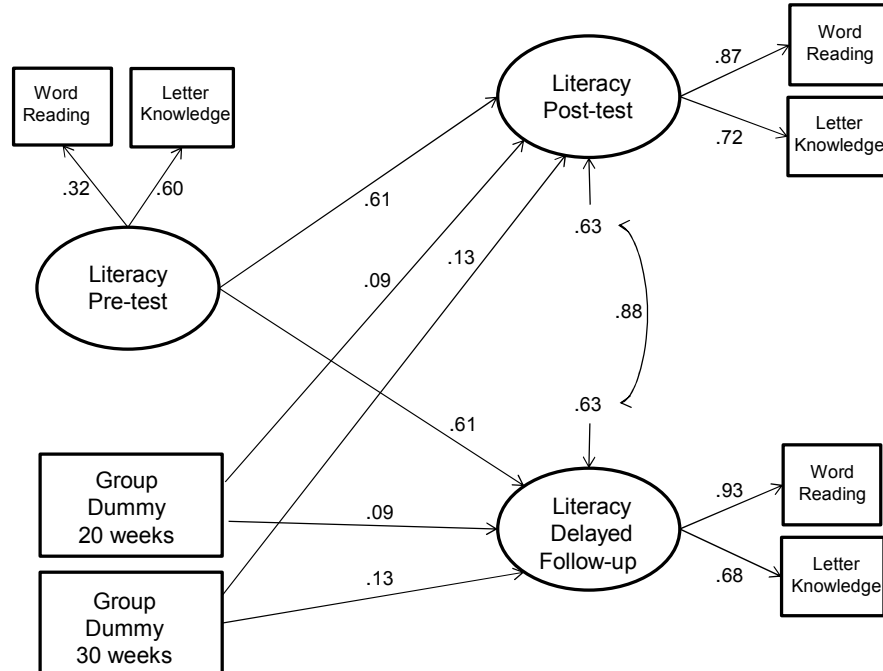 Word
Reading
Letter
Knowledge
.32
.60
Literacy
Pre-test
Literacy
Post-test
.87
.72
Word
Reading
Letter
Knowledge
.61
.09
.13
.63
.88
.63
.61
.09
.13
Group
Dummy
20 weeks
Group
Dummy
30 weeks
Literacy
Delayed
Follow-up
.93
.68
Word
Reading
Letter
Knowledge